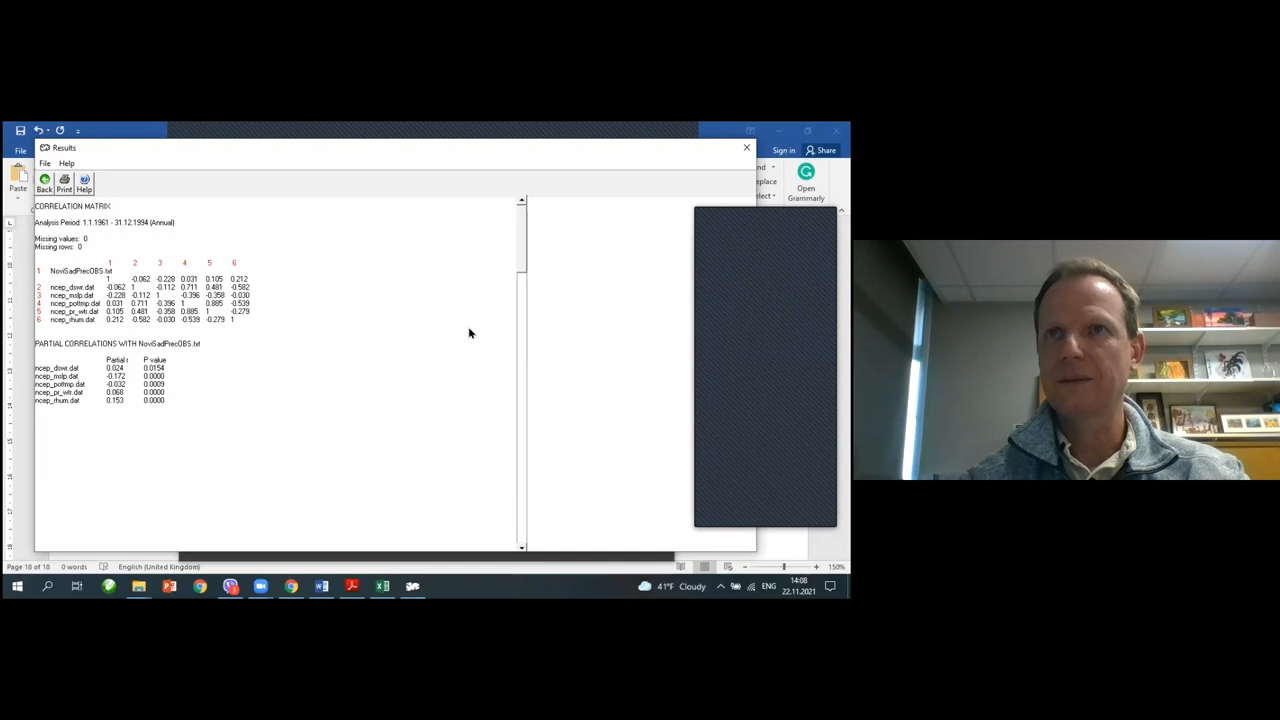 Results
Sign in Share
File
File Help
Paste
Back Print Help
eplace
elect
Open
Grammarly
CORRELATION MATRIX
Analysis Period: 1.1.1961 - 31.12.1994 (Annual)
Missing values: 0
Missing rows: 0
1 2 3 4 5 6
1 NoviSadPrecOBS.txt
1 -0.062 -0.228 0.031 0.105 0.212
2 ncep_dswr.dat -0.062 1 -0.112 0.711 0.481 -0.582
3 ncep_mslp.dat -0.228 -0.112 1 -0.396 -0.358 -0.030
4 ncep_pottmp.dat 0.031 0.711 -0.396 1 0.885 -0.539
5 ncep_pr_wtr.dat 0.105 0.481 -0.358 0.885 1 -0.279
6 ncep_rhum.dat 0.212 -0.582 -0.030 -0.539 -0.279 1
PARTIAL CORRELATIONS WITH NoviSadPrecOBS.txt
Partial r P value
ncep_dswr.dat 0.024 0.0154
ncep_mslp.dat -0.172 0.0000
ncep_pottmp.dat -0.032 0.0009
ncep_pr_wtr.dat 0.068 0.0000
ncep_rhum.dat 0.153 0.0000
Page 18 of 18 0 words English (United Kingdom) 150%
41°F Cloudy ENG 14:08
22.11.2021